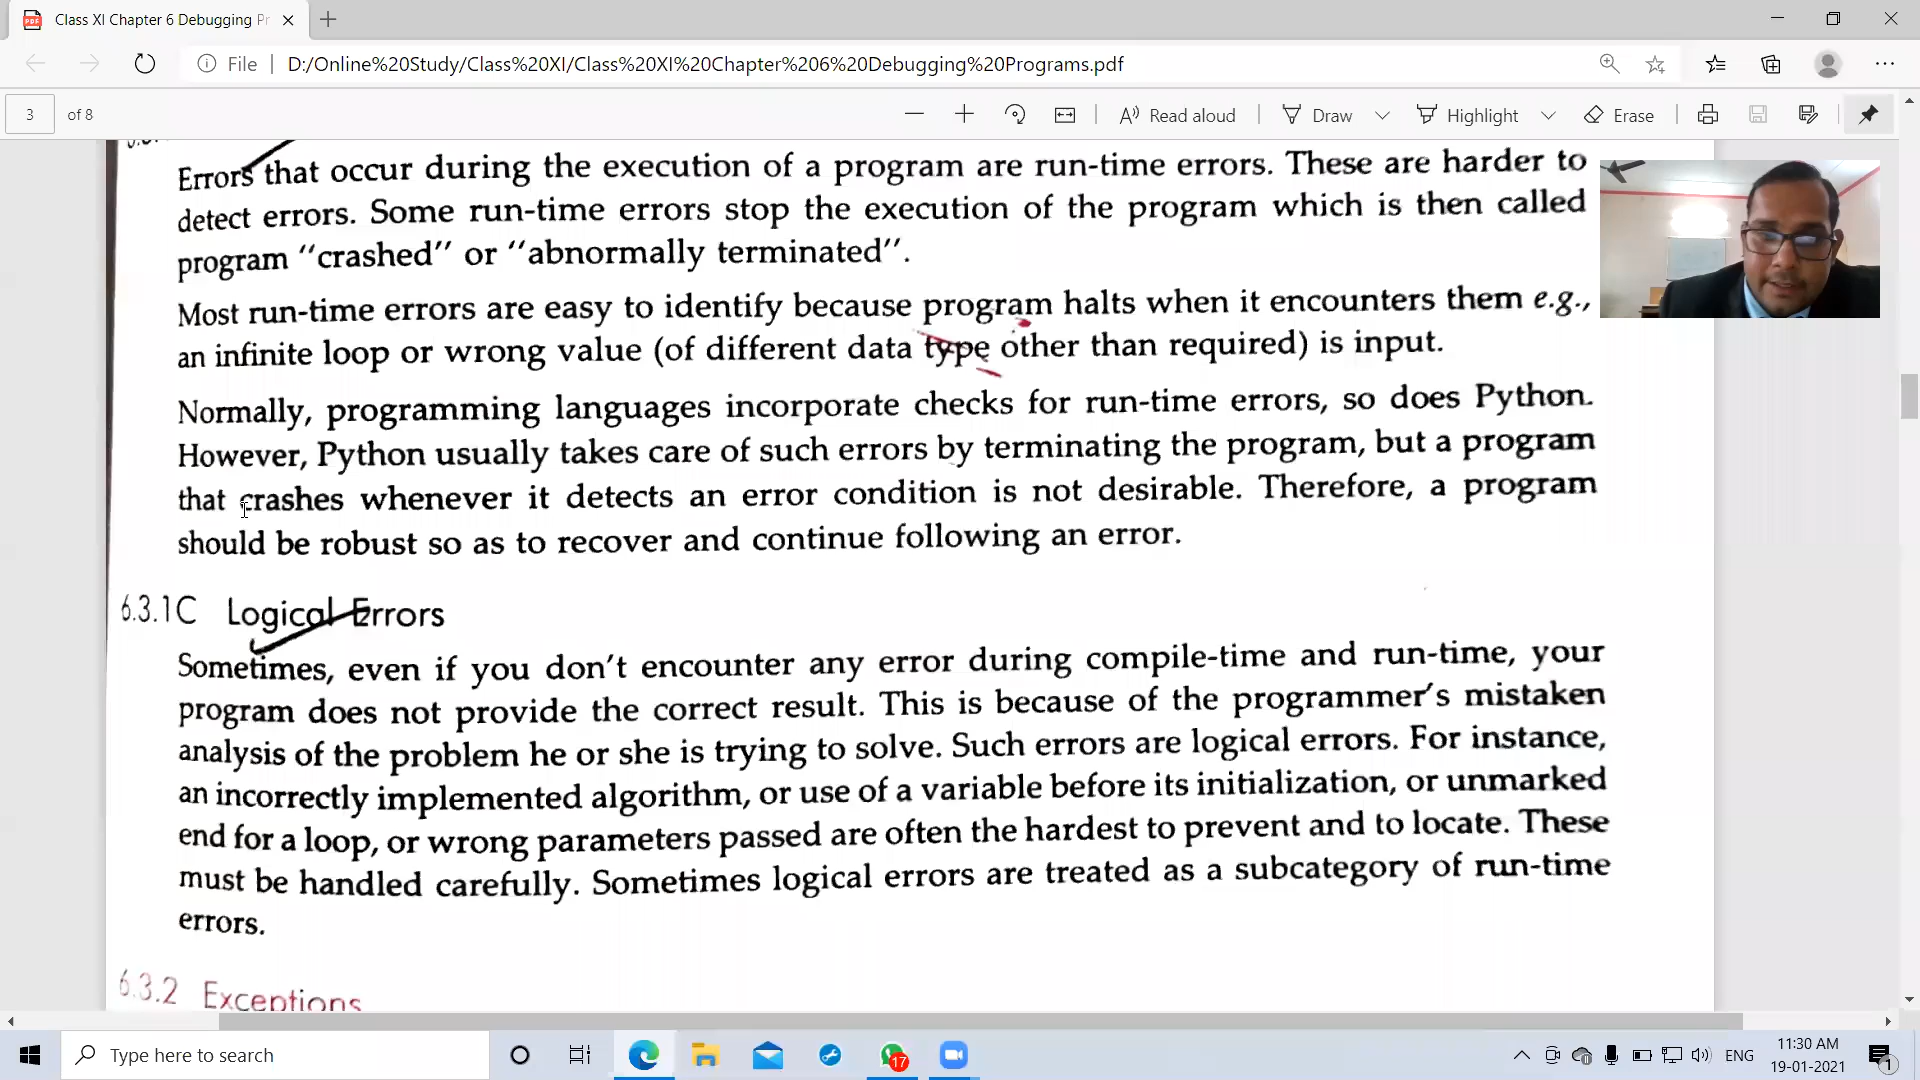 Class XI Chapter 6 Debugging Pr
File
D:/Online%20Study/Class%20XI/Class%20XI%20Chapter%206%20Debugging%20Programs.pdf
3 of 8
Read aloud
Draw
Highlight
Erase
Errors that occur during the execution of a program are run-time errors. These are harder to
detect errors. Some run-time errors stop the execution of the program which is then called
program “crashed” or “abnormally terminated”.
Most run-time errors are easy to identify because program halts when it encounters them e.g.,
an infinite loop or wrong value (of different data type other than required) is input.
Normally, programming languages incorporate checks for run-time errors, so does Python.
However, Python usually takes care of such errors by terminating the program, but a program
that crashes whenever it detects an error condition is not desirable. Therefore, a program
should be robust so as to recover and continue following an error.
6.3.1C Logical Errors
Sometimes, even if you don't encounter any error during compile-time and run-time, your
program does not provide the correct result. This is because of the programmer's mistaken
analysis of the problem he or she is trying to solve. Such errors are logical errors. For instance,
an incorrectly implemented algorithm, or use of a variable before its initialization, or unmarked
end for a loop, or wrong parameters passed are often the hardest to prevent and to locate. These
must be handled carefully. Sometimes logical errors are treated as a subcategory of run-time
errors.
6.3.2 Exceptions
Type here to search
17
ENG
11:30 AM
19-01-2021
1